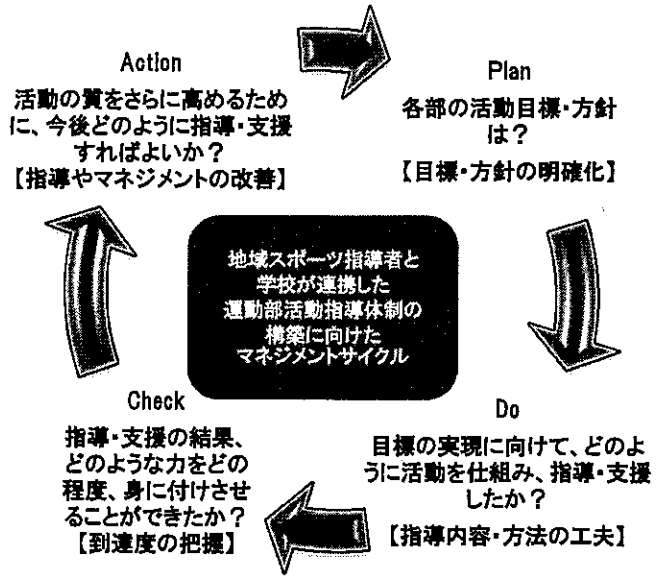 Action
活動の質をさらに高めるため
に、今後どのように指導・支援
すればよいか？
【指導やマネジメントの改善】
Plan
各部の活動目標・方針
は？
【目標・方針の明確化】
地域スポーツ指導者と
学校が連携した
運動部活動指導体制の
構築に向けた
マネジメントサイクル
Check
指導・支援の結果、
どのような力をどの
程度、身に付けさせ
ることができたか？
【到達度の把握】
Do
目標の実現に向けて、どのよ
うに活動を仕組み、指導・支援
したか？
【指導内容・方法の工夫】